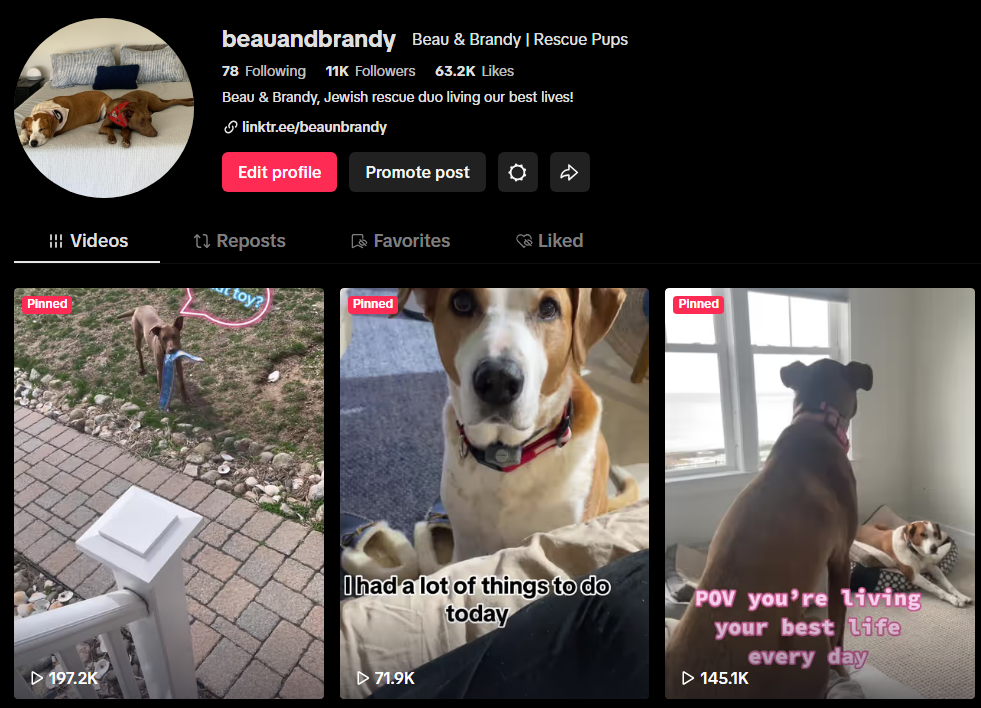 beauandbrandy Beau & Brandy | Rescue Pups
78 Following 11K Followers 63.2K Likes
Beau & Brandy, Jewish rescue duo living our best lives!
linktr.ee/beaunbrandy
Edit profile Promote post
Videos Reposts Favorites Liked
Pinned
toy?
197.2K
Pinned
I had a lot of things to do
today
71.9K
Pinned
POV you're living
your best life
every day
145.1K